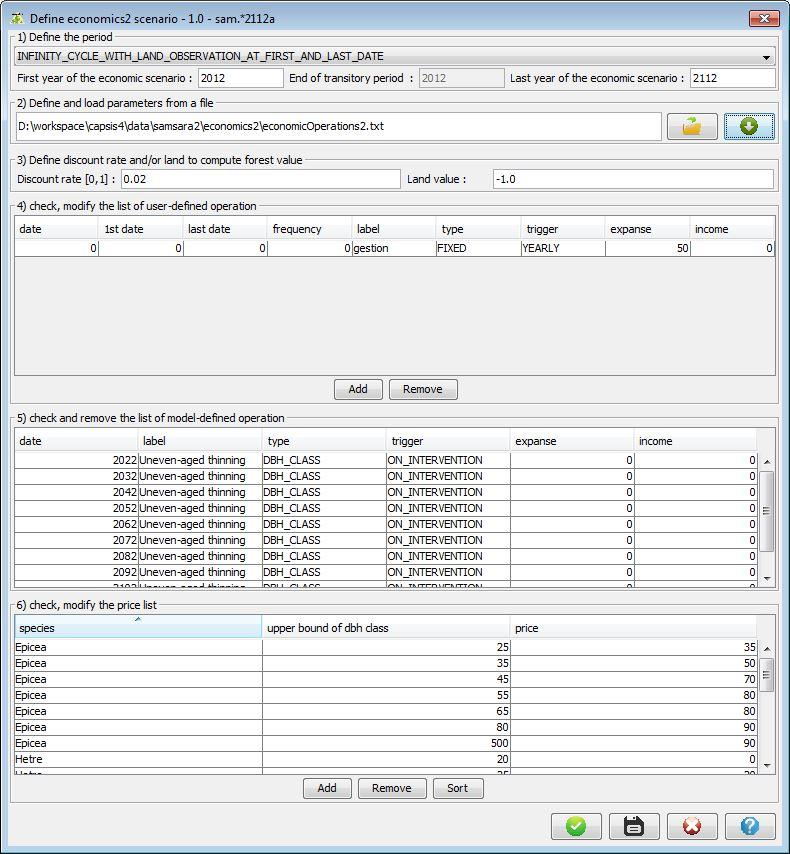 Define economics2 scenario - 1.0 - sam.*2112a
1) Define the period
INFINITY_CYCLE_WITH_LAND_OBSERVATION_AT_FIRST_AND_LAST_DATE
First year of the economic scenario : 2012 End of transitory period : 2012 Last year of the economic scenario : 2112
2) Define and load parameters from a file
D:\workspace\capsis4\data\samsara2\economics2\economicOperations2.txt
3) Define discount rate and/or land to compute forest value
Discount rate [0,1] : 0.02 Land value : -1.0
4) check, modify the list of user-defined operation
date 1st date last date frequency label type trigger expanse income
0 0 0 0 gestion FIXED YEARLY 50 0
Add Remove
5) check and remove the list of model-defined operation
date label type trigger expanse income
2022 Uneven-aged thinning DBH_CLASS ON_INTERVENTION 0 0
2032 Uneven-aged thinning DBH_CLASS ON_INTERVENTION 0 0
2042 Uneven-aged thinning DBH_CLASS ON_INTERVENTION 0 0
2052 Uneven-aged thinning DBH_CLASS ON_INTERVENTION 0 0
2062 Uneven-aged thinning DBH_CLASS ON_INTERVENTION 0 0
2072 Uneven-aged thinning DBH_CLASS ON_INTERVENTION 0 0
2082 Uneven-aged thinning DBH_CLASS ON_INTERVENTION 0 0
2092 Uneven-aged thinning DBH_CLASS ON_INTERVENTION 0 0
2102 Uneven-aged thinning DBH_CLASS ON_INTERVENTION 0 0
6) check, modify the price list
species upper bound of dbh class price
Epicea 25 35
Epicea 35 50
Epicea 45 70
Epicea 55 80
Epicea 65 80
Epicea 80 90
Epicea 500 90
Hetre 20 0
Hetre
Add Remove Sort